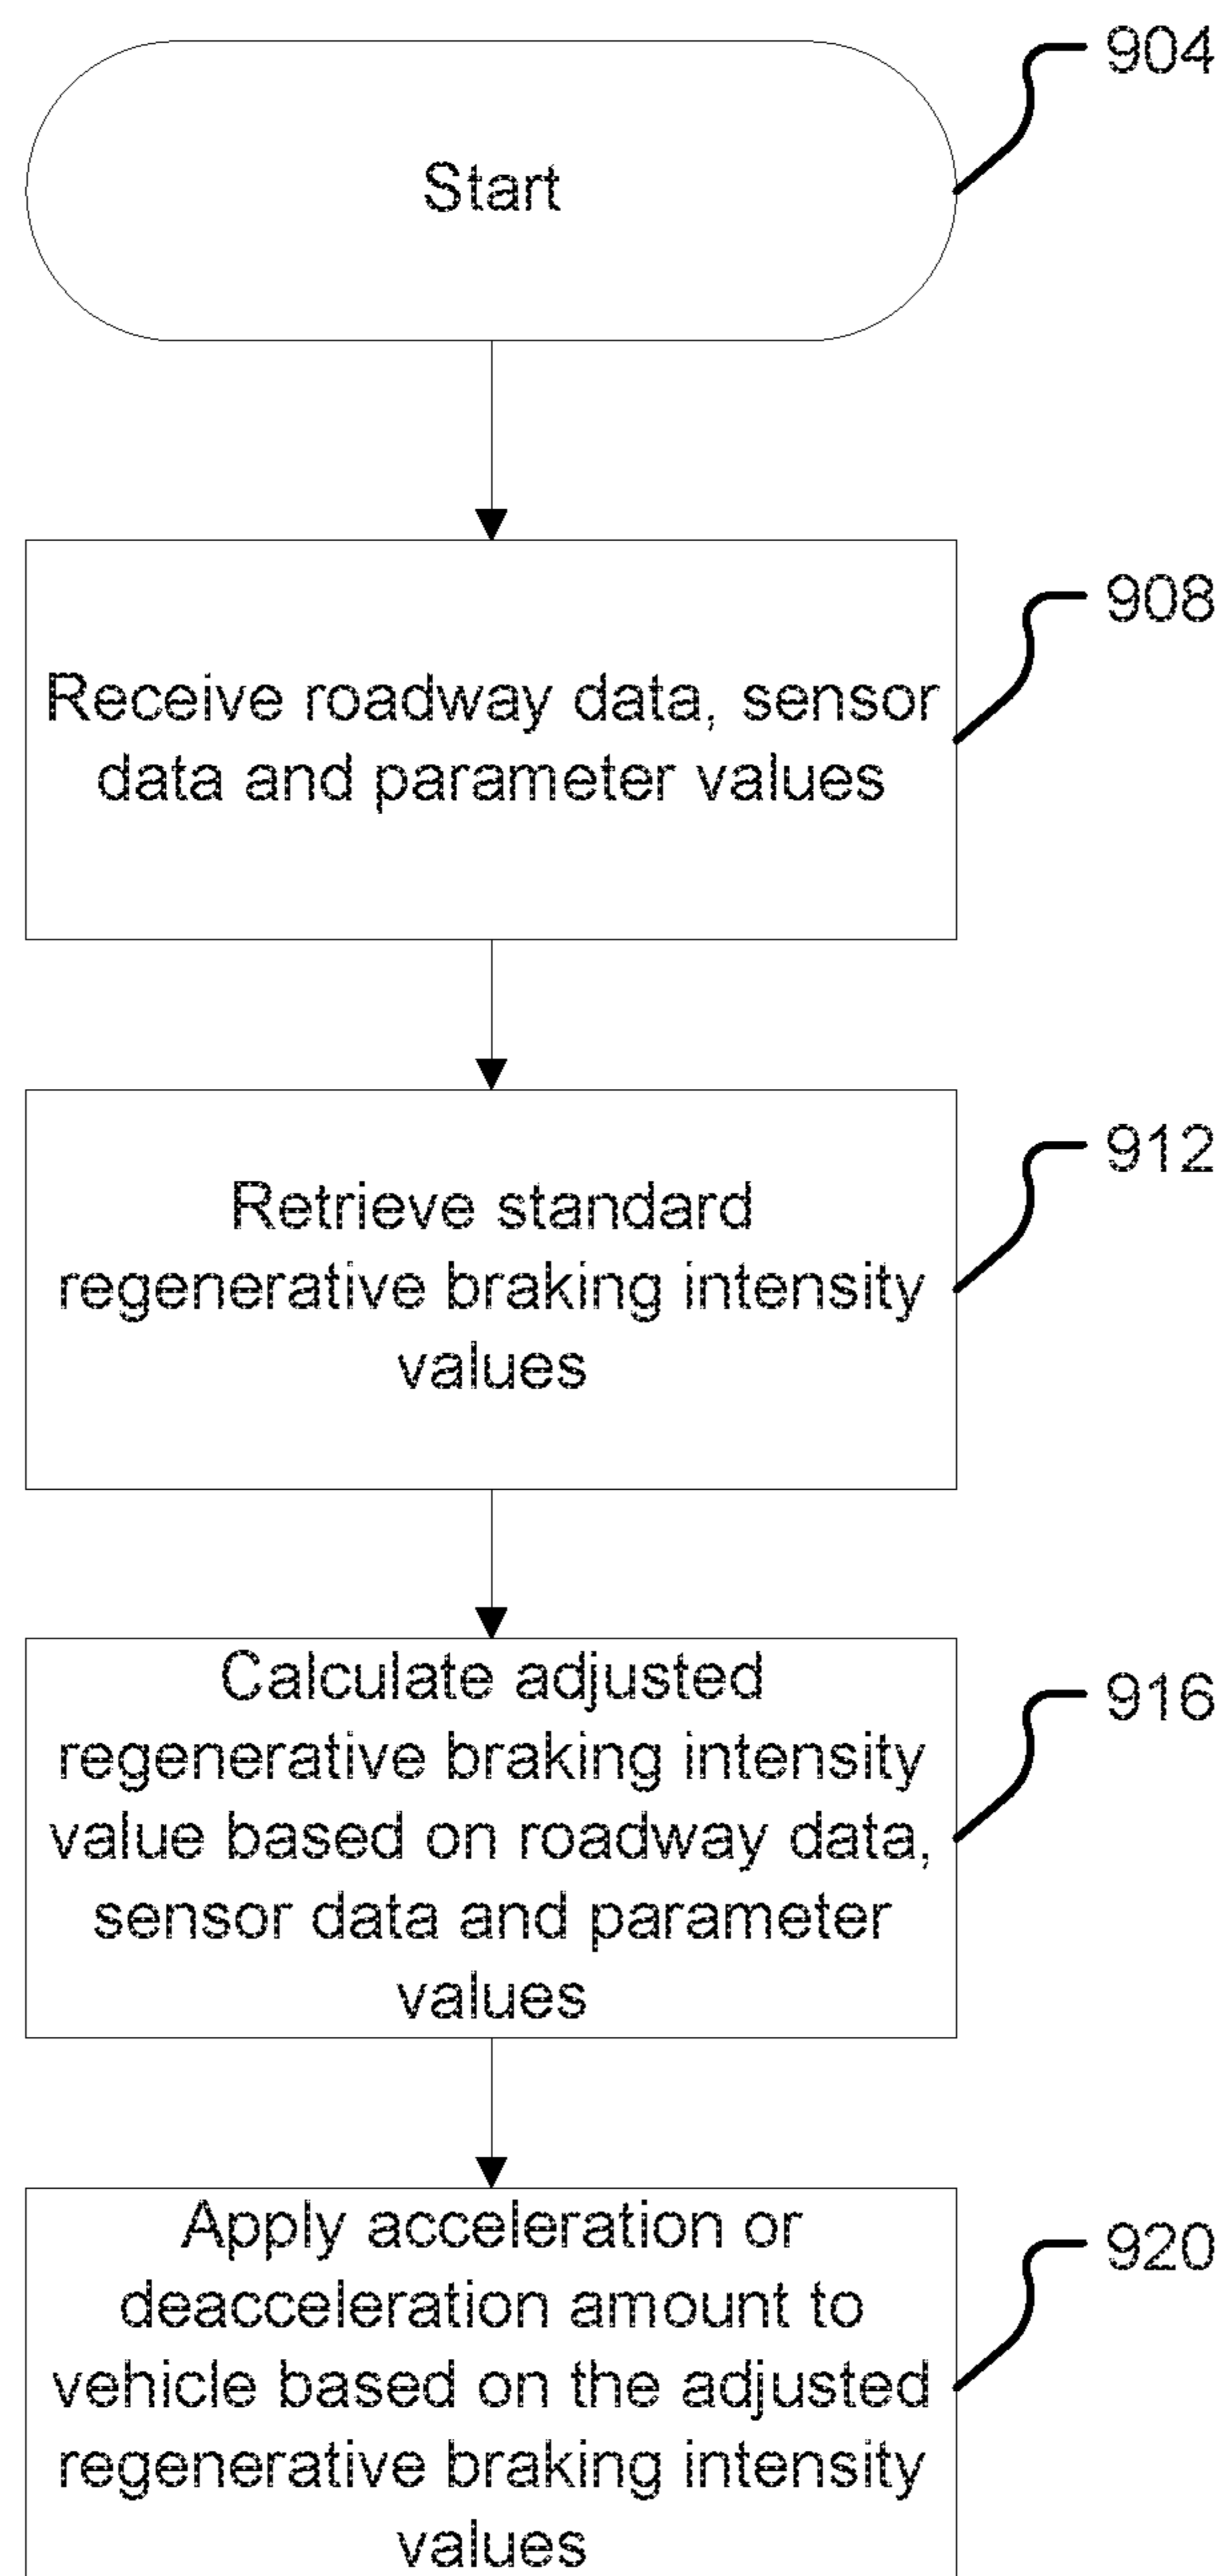 904
Start
908
Receive roadway data, sensor
data and parameter values
912
Retrieve standard
regenerative braking intensity
values
916
Calculate adjusted
regenerative braking intensity
value based on roadway data,
sensor data and parameter
values
920
Apply acceleration or
deacceleration amount to
vehicle based on the adjusted
regenerative braking intensity
values